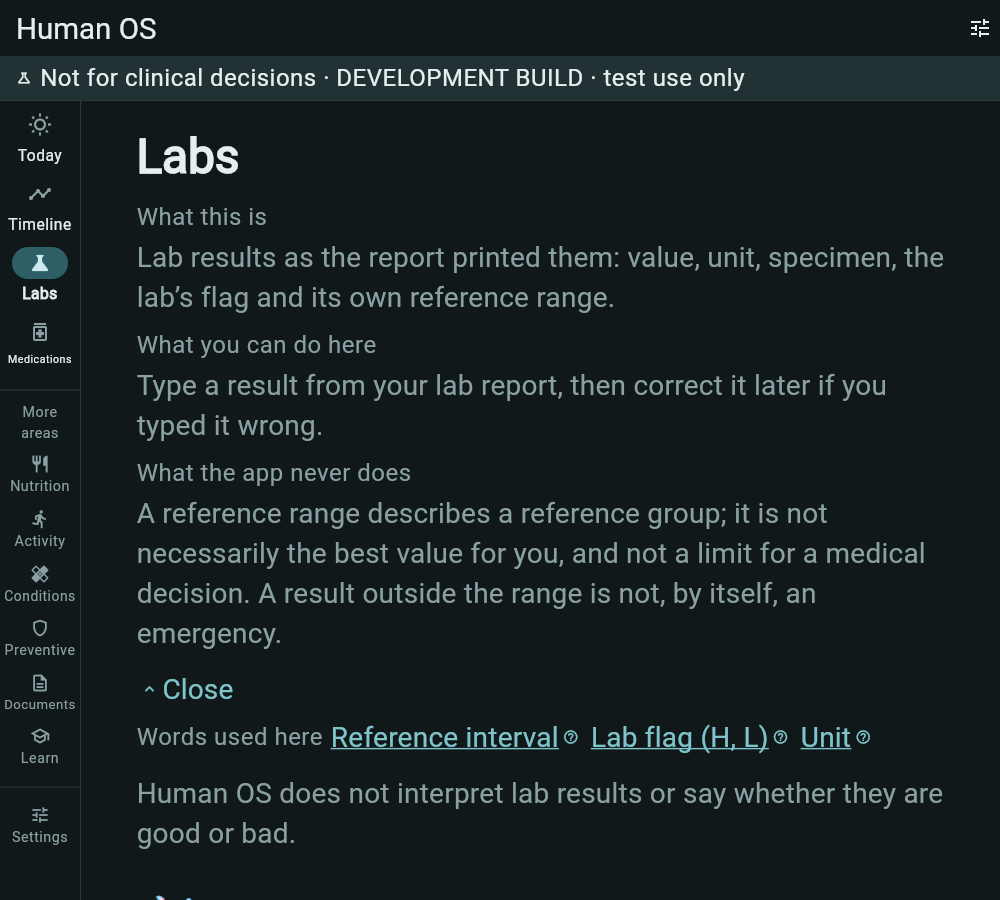 Human OS
Not for clinical decisions · DEVELOPMENT BUILD · test use only
Today
Timeline
Labs
Medications
More
areas
Nutrition
Activity
Conditions
Preventive
Documents
Learn
Settings
Labs
What this is
Lab results as the report printed them: value, unit, specimen, the
lab’s flag and its own reference range.
What you can do here
Type a result from your lab report, then correct it later if you
typed it wrong.
What the app never does
A reference range describes a reference group; it is not
necessarily the best value for you, and not a limit for a medical
decision. A result outside the range is not, by itself, an
emergency.
Close
Words used here Reference interval Lab flag (H, L) Unit
Human OS does not interpret lab results or say whether they are
good or bad.